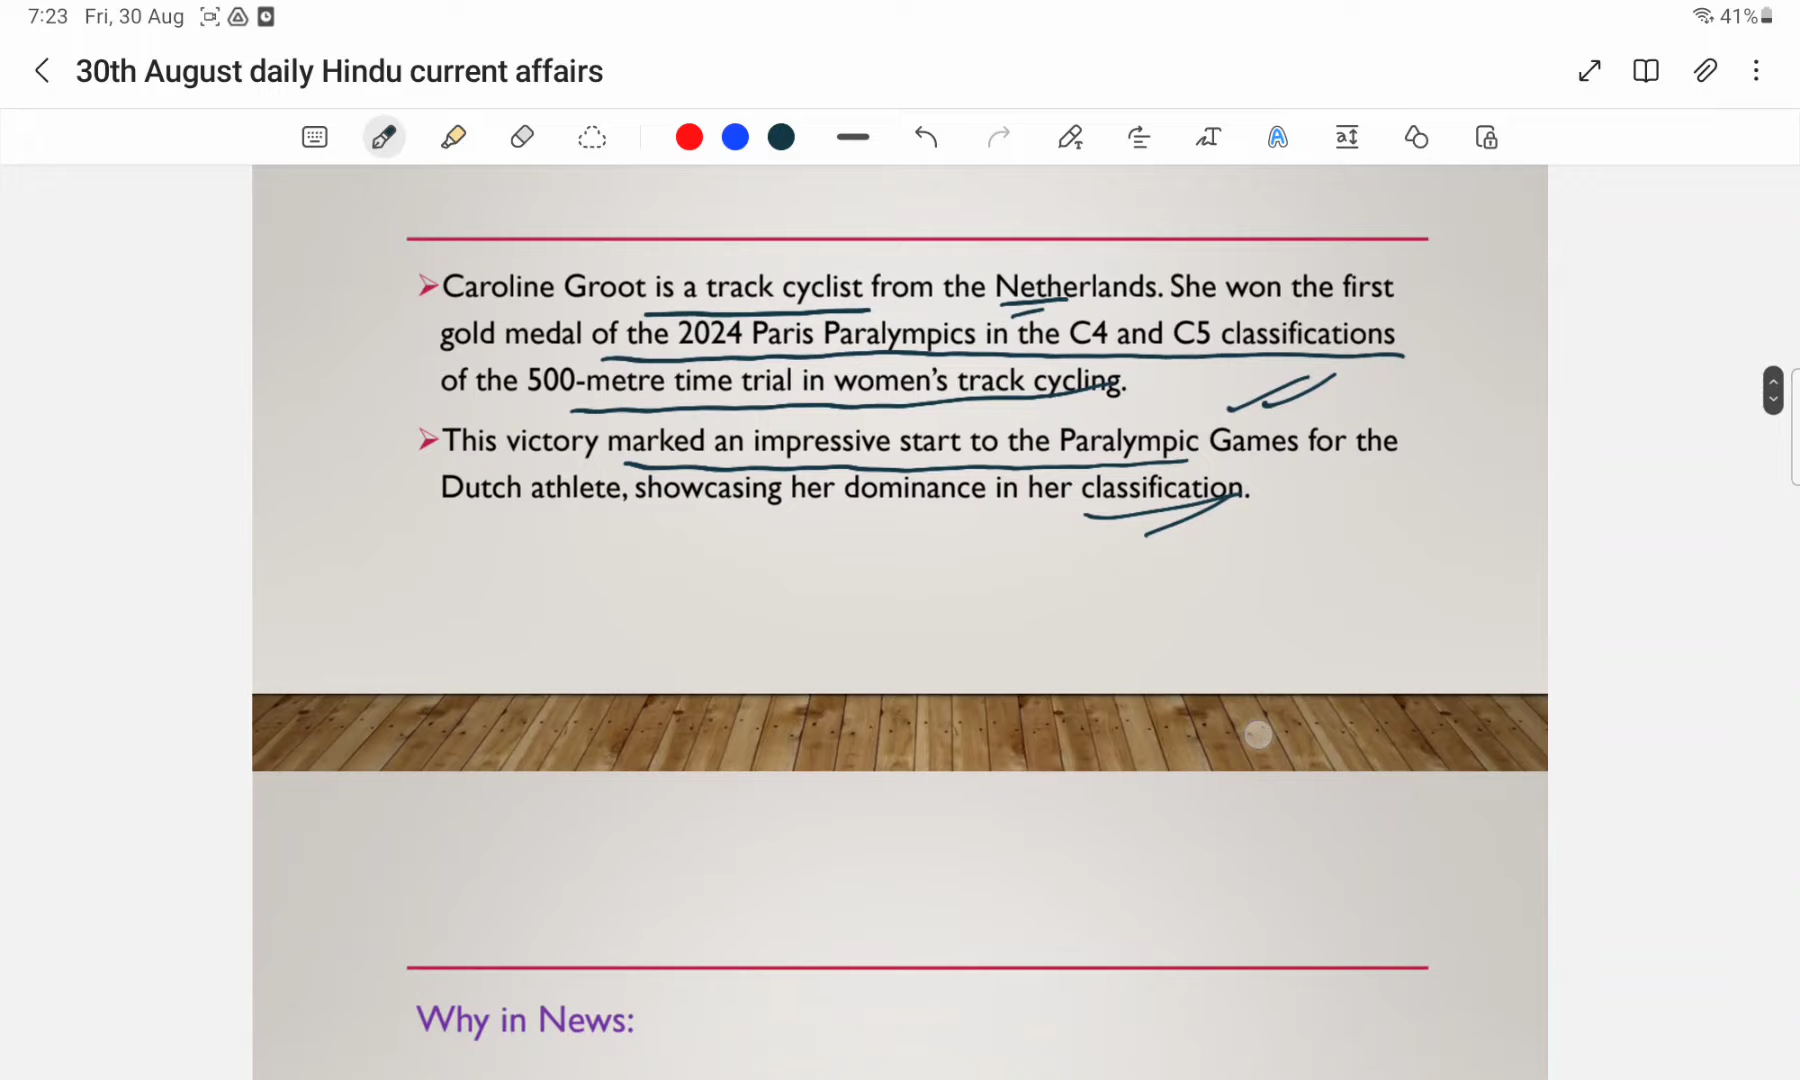 7:23 Fri, 30 Aug
41%
30th August daily Hindu current affairs
Caroline Groot is a track cyclist from the Netherlands. She won the first
gold medal of the 2024 Paris Paralympics in the C4 and C5 classifications
of the 500-metre time trial in women’s track cycling.
This victory marked an impressive start to the Paralympic Games for the
Dutch athlete, showcasing her dominance in her classification.
Why in News: